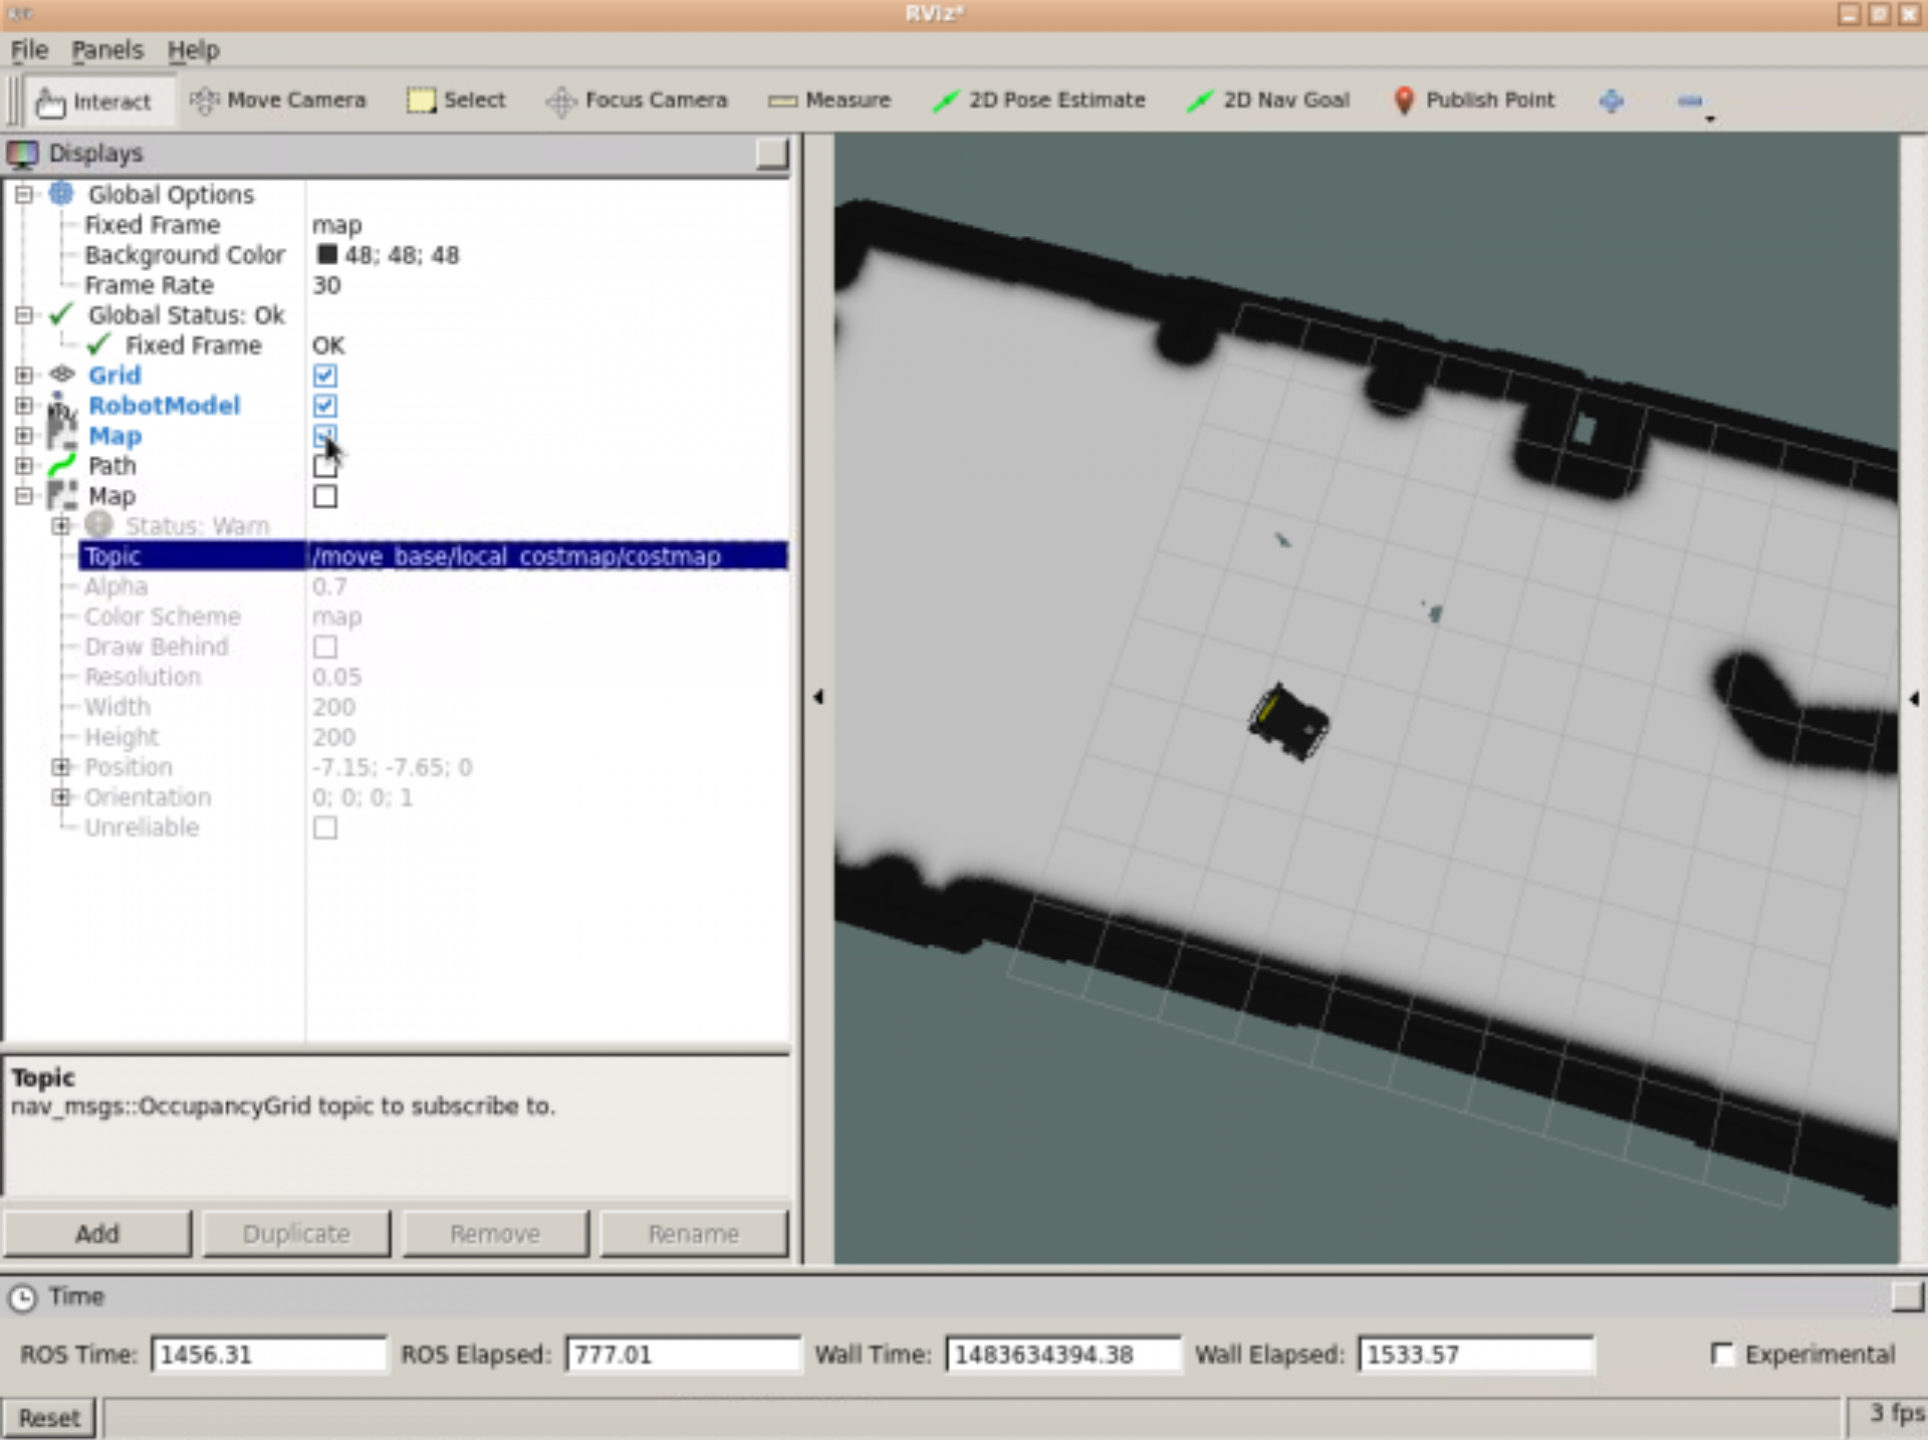 RViz*
File Panels Help
Interact Move Camera Select Focus Camera Measure 2D Pose Estimate 2D Nav Goal Publish Point
Displays
Global Options
Fixed Frame map
Background Color 48; 48; 48
Frame Rate 30
Global Status: Ok
Fixed Frame OK
Grid
RobotModel
Map
Path
Map
Status: Warn
Topic /move_base/local_costmap/costmap
Alpha 0.7
Color Scheme map
Draw Behind
Resolution 0.05
Width 200
Height 200
Position -7.15; -7.65; 0
Orientation 0; 0; 0; 1
Unreliable
Topic
nav_msgs::OccupancyGrid topic to subscribe to.
Add Duplicate Remove Rename
Time
ROS Time: 1456.31 ROS Elapsed: 777.01 Wall Time: 1483634394.38 Wall Elapsed: 1533.57 Experimental
Reset 3 fps